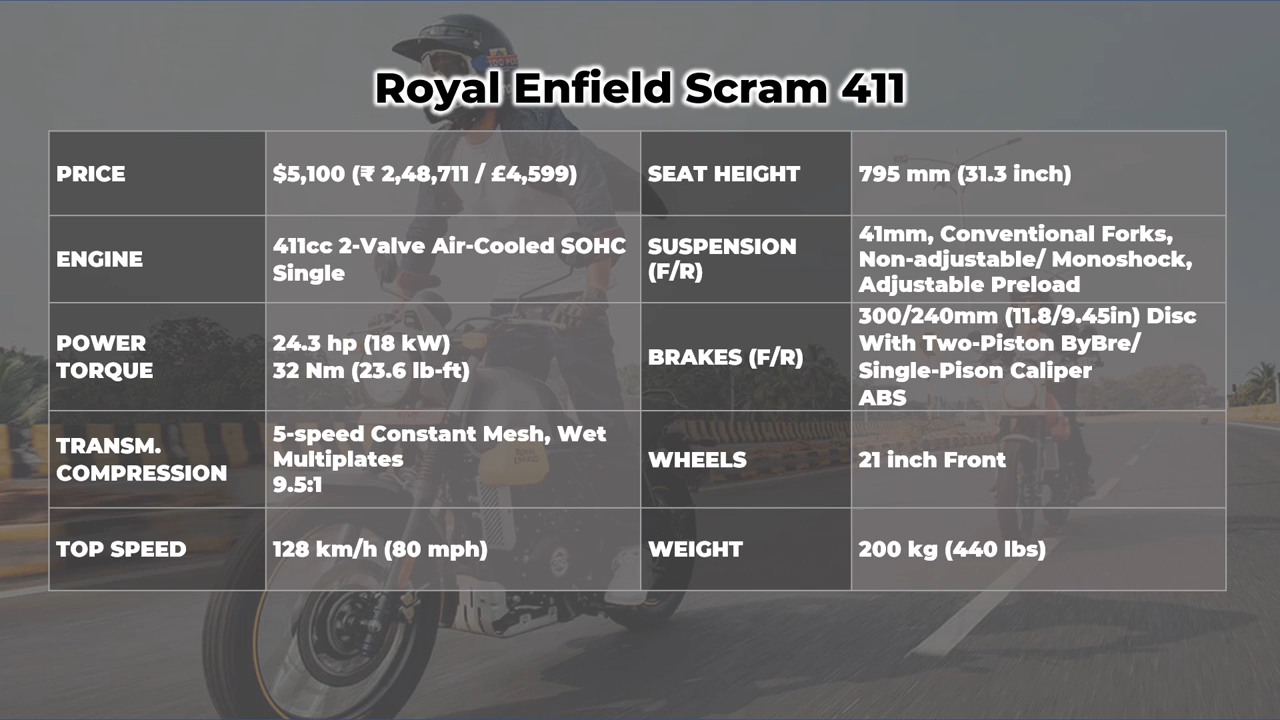 Royal Enfield Scram 411
PRICE
$5,100 (₹ 2,48,711 / £4,599)
SEAT HEIGHT
795 mm (31.3 inch)
ENGINE
411cc 2-Valve Air-Cooled SOHC
Single
SUSPENSION
(F/R)
41mm, Conventional Forks,
Non-adjustable/ Monoshock,
Adjustable Preload
POWER
TORQUE
24.3 hp (18 kW)
32 Nm (23.6 lb-ft)
BRAKES (F/R)
300/240mm (11.8/9.45in) Disc
With Two-Piston ByBre/
Single-Pison Caliper
ABS
TRANSM.
COMPRESSION
5-speed Constant Mesh, Wet
Multiplates
9.5:1
WHEELS
21 inch Front
TOP SPEED
128 km/h (80 mph)
WEIGHT
200 kg (440 lbs)